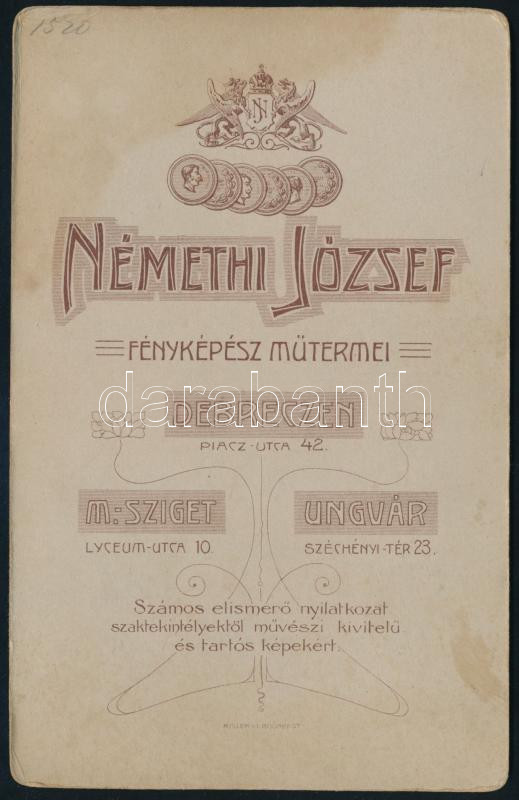 1520
NJ
NÉMETHI JÓZSEF
FÉNYKÉPÉSZ MŰTERMEI
darabanth
DEBRECZEN
PIACZ-UTCA 42.
M:SZIGET UNGVÁR
LYCEUM-UTCA 10. SZÉCHÉNYI-TÉR 23.
Számos elismerő nyilatkozat
szaktekintélyektől művészi kivitelű
és tartós képekért.